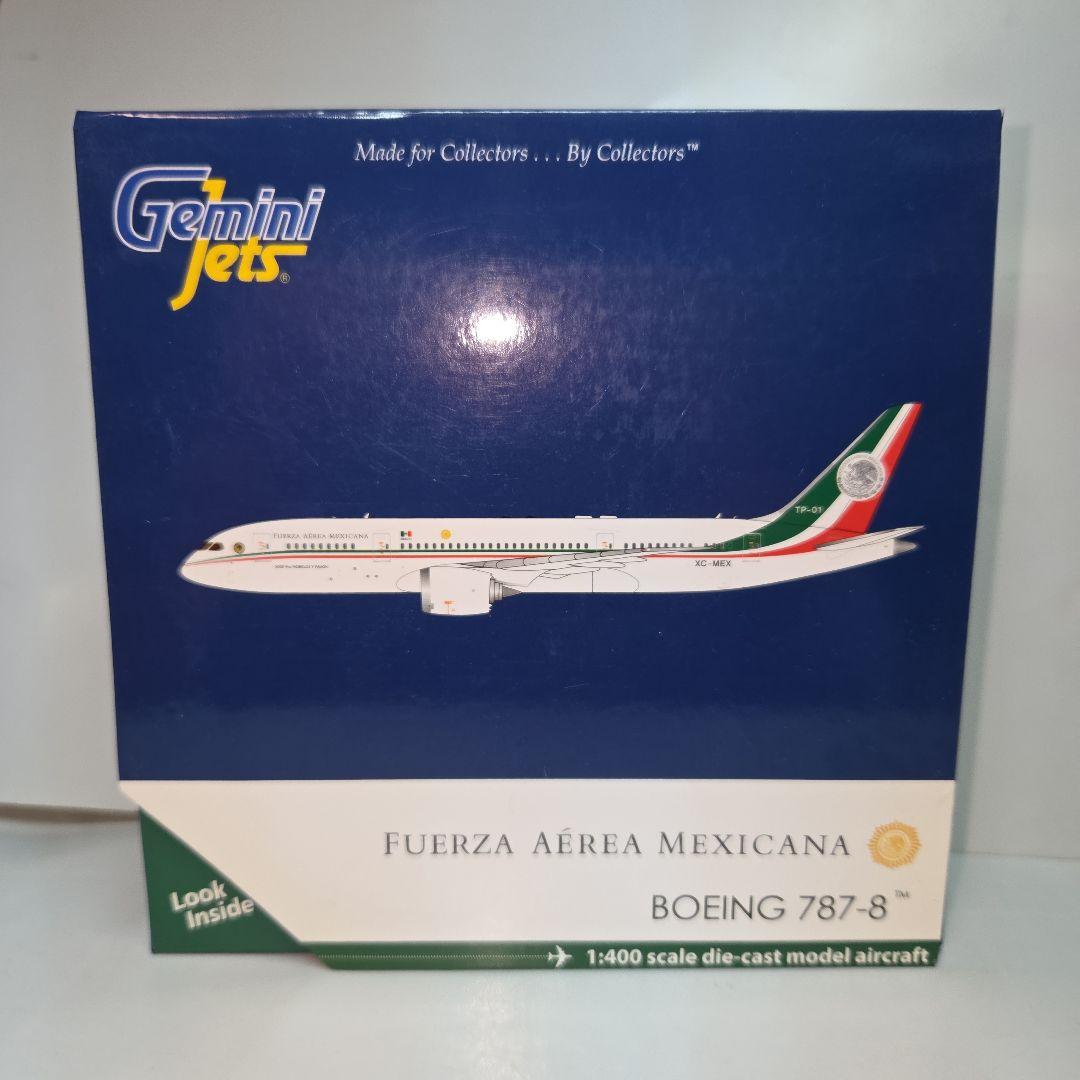 Made for Collectors . . . By Collectors™
Gemini
Jets®
TP-01
FUERZA AÉREA MEXICANA
XC-MEX
FUERZA AÉREA MEXICANA
BOEING 787-8™
Look
Inside
1:400 scale die-cast model aircraft